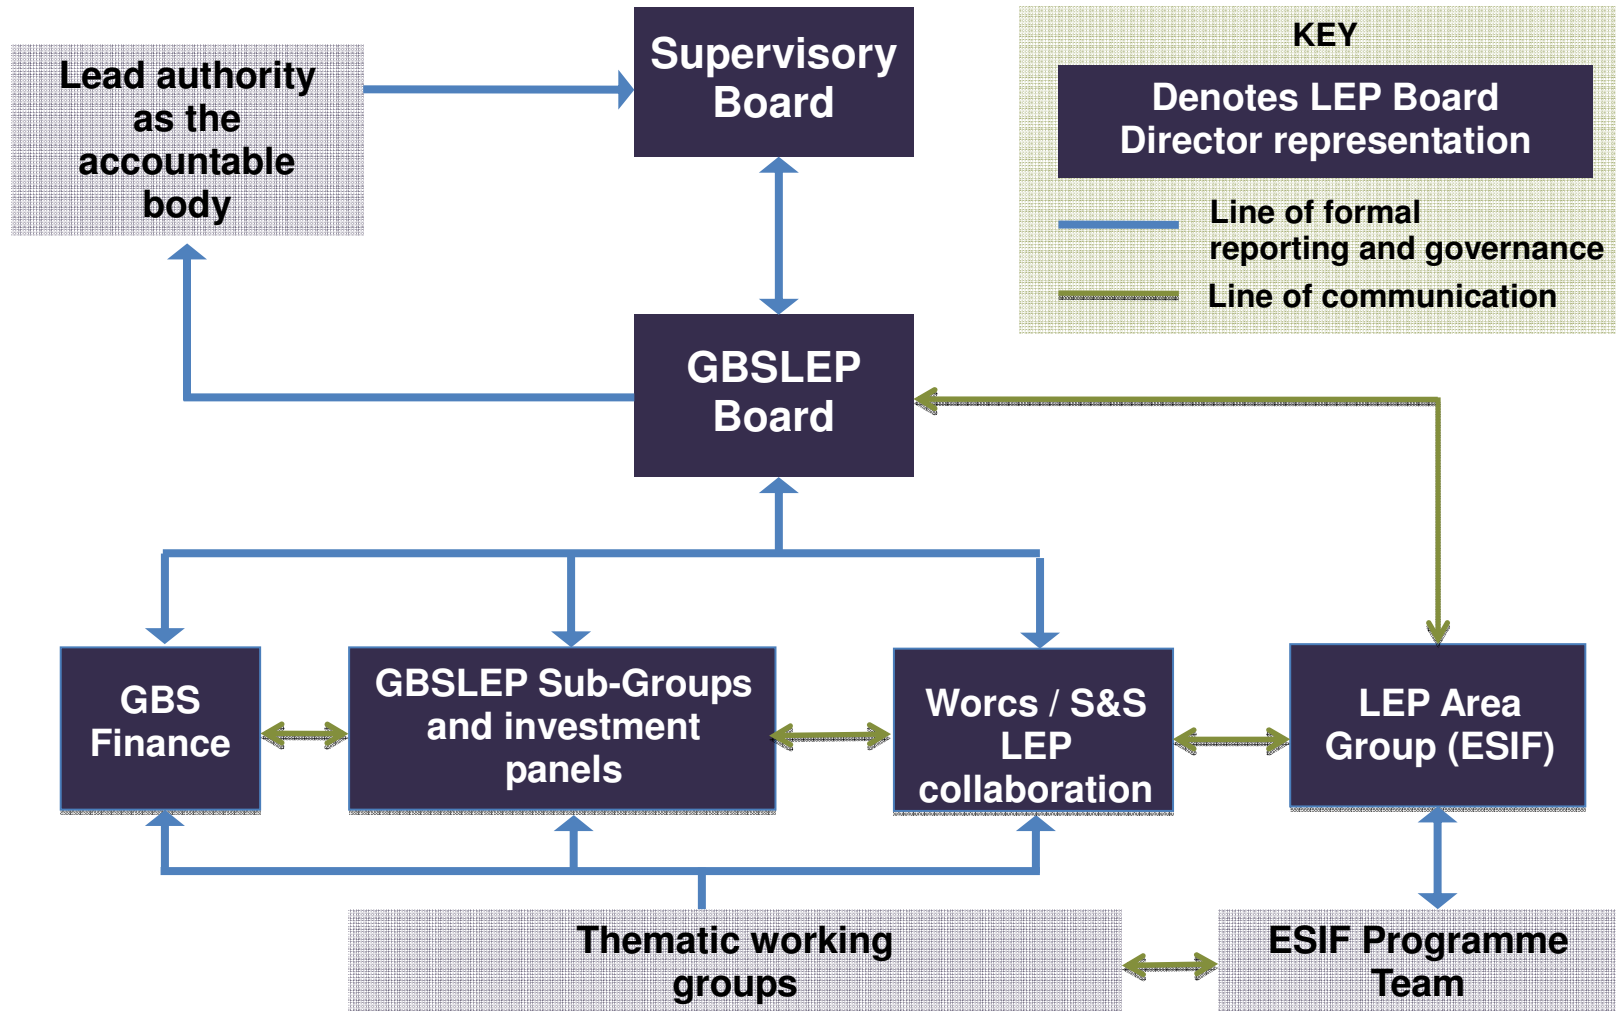 Supervisory
Board
Lead authority
as the
accountable
body
KEY
Denotes LEP Board
Director representation
Line of formal
reporting and governance
Line of communication
GBSLEP
Board
GBS
Finance
GBSLEP Sub-Groups
and investment
panels
Worcs / S&S
LEP
collaboration
LEP Area
Group (ESIF)
Thematic working
groups
ESIF Programme
Team